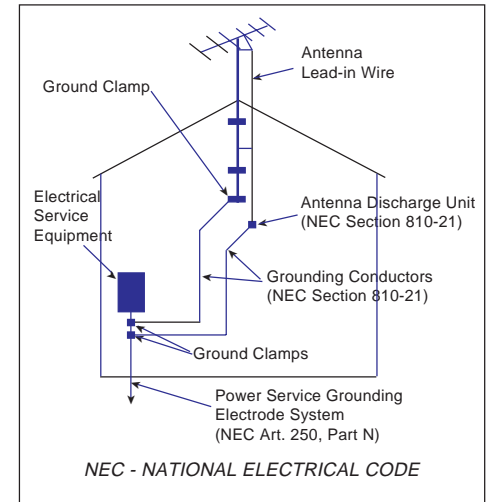 Antenna
Lead-in Wire
Ground Clamp
Electrical
Service
Equipment
Antenna Discharge Unit
(NEC Section 810-21)
Grounding Conductors
(NEC Section 810-21)
Ground Clamps
Power Service Grounding
Electrode System
(NEC Art. 250, Part N)
NEC - NATIONAL ELECTRICAL CODE